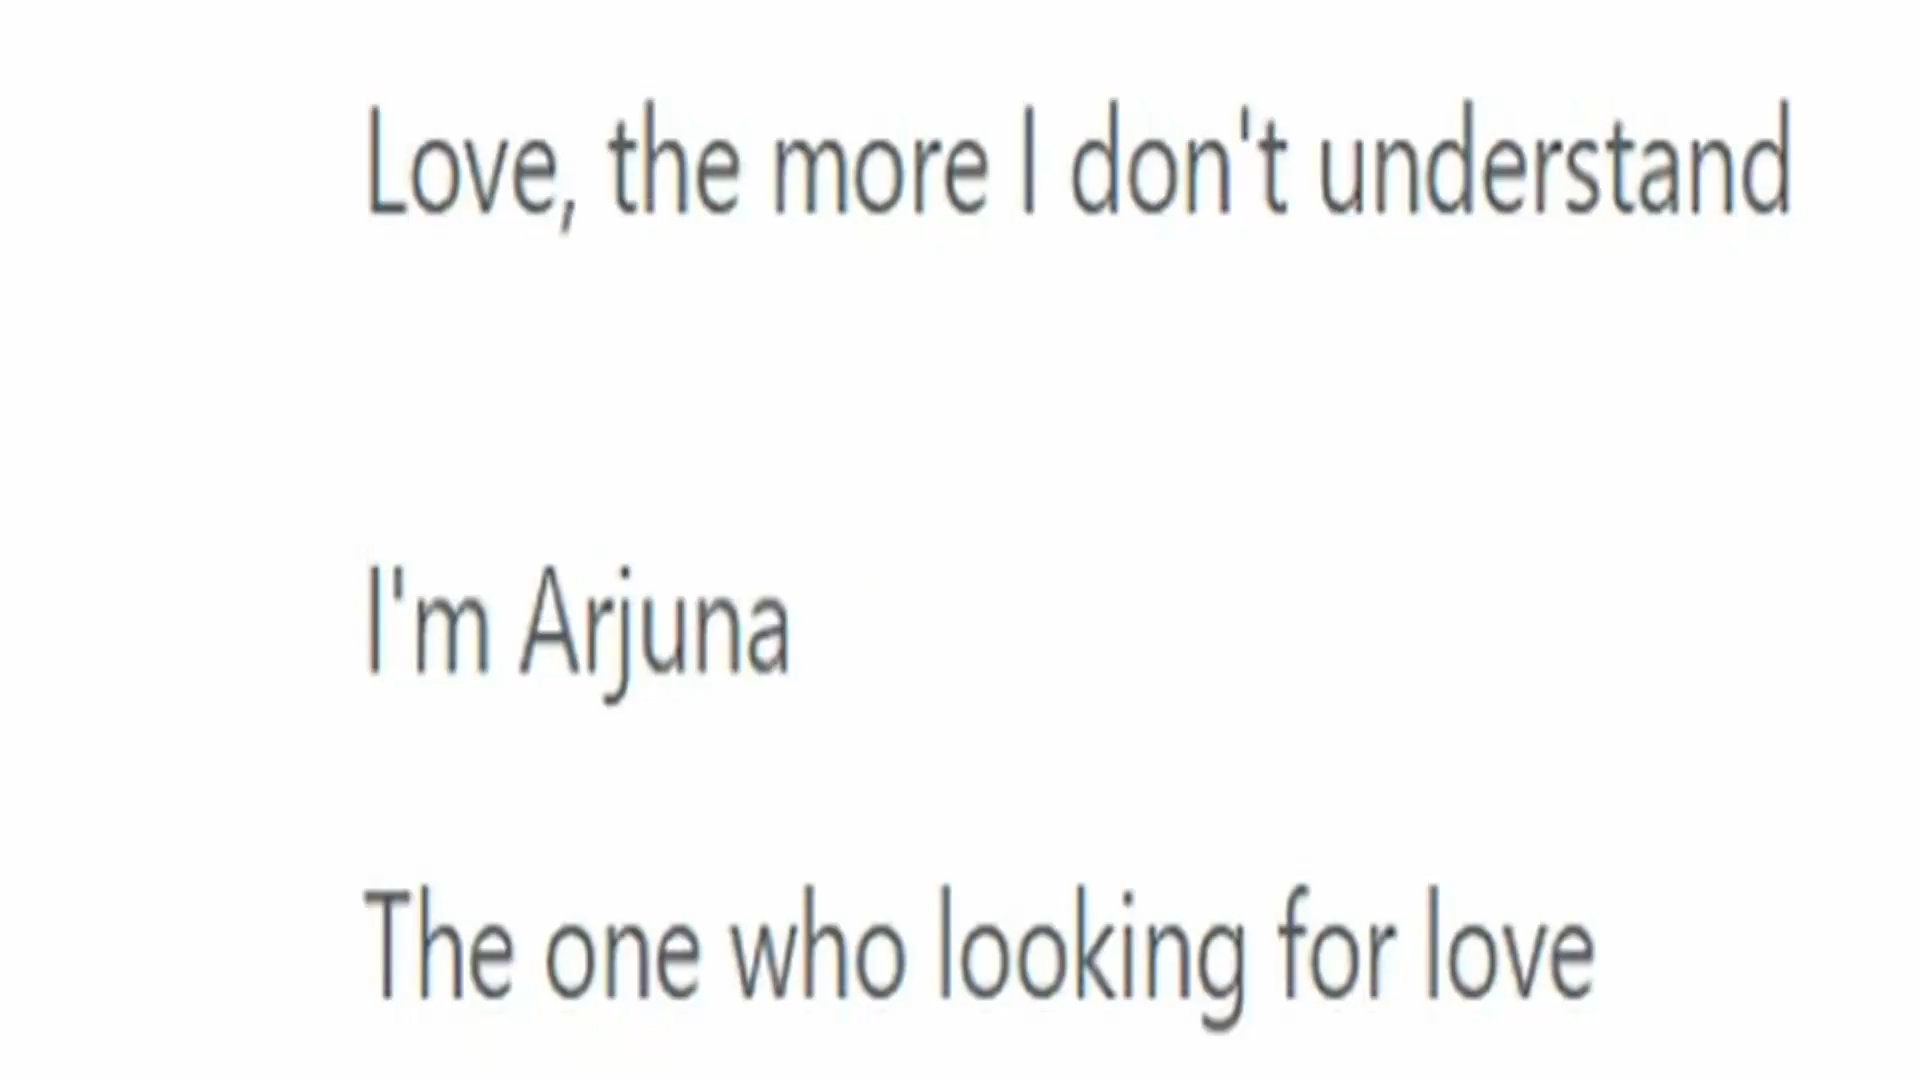 Love, the more I don't understand
I'm Arjuna
The one who looking for love